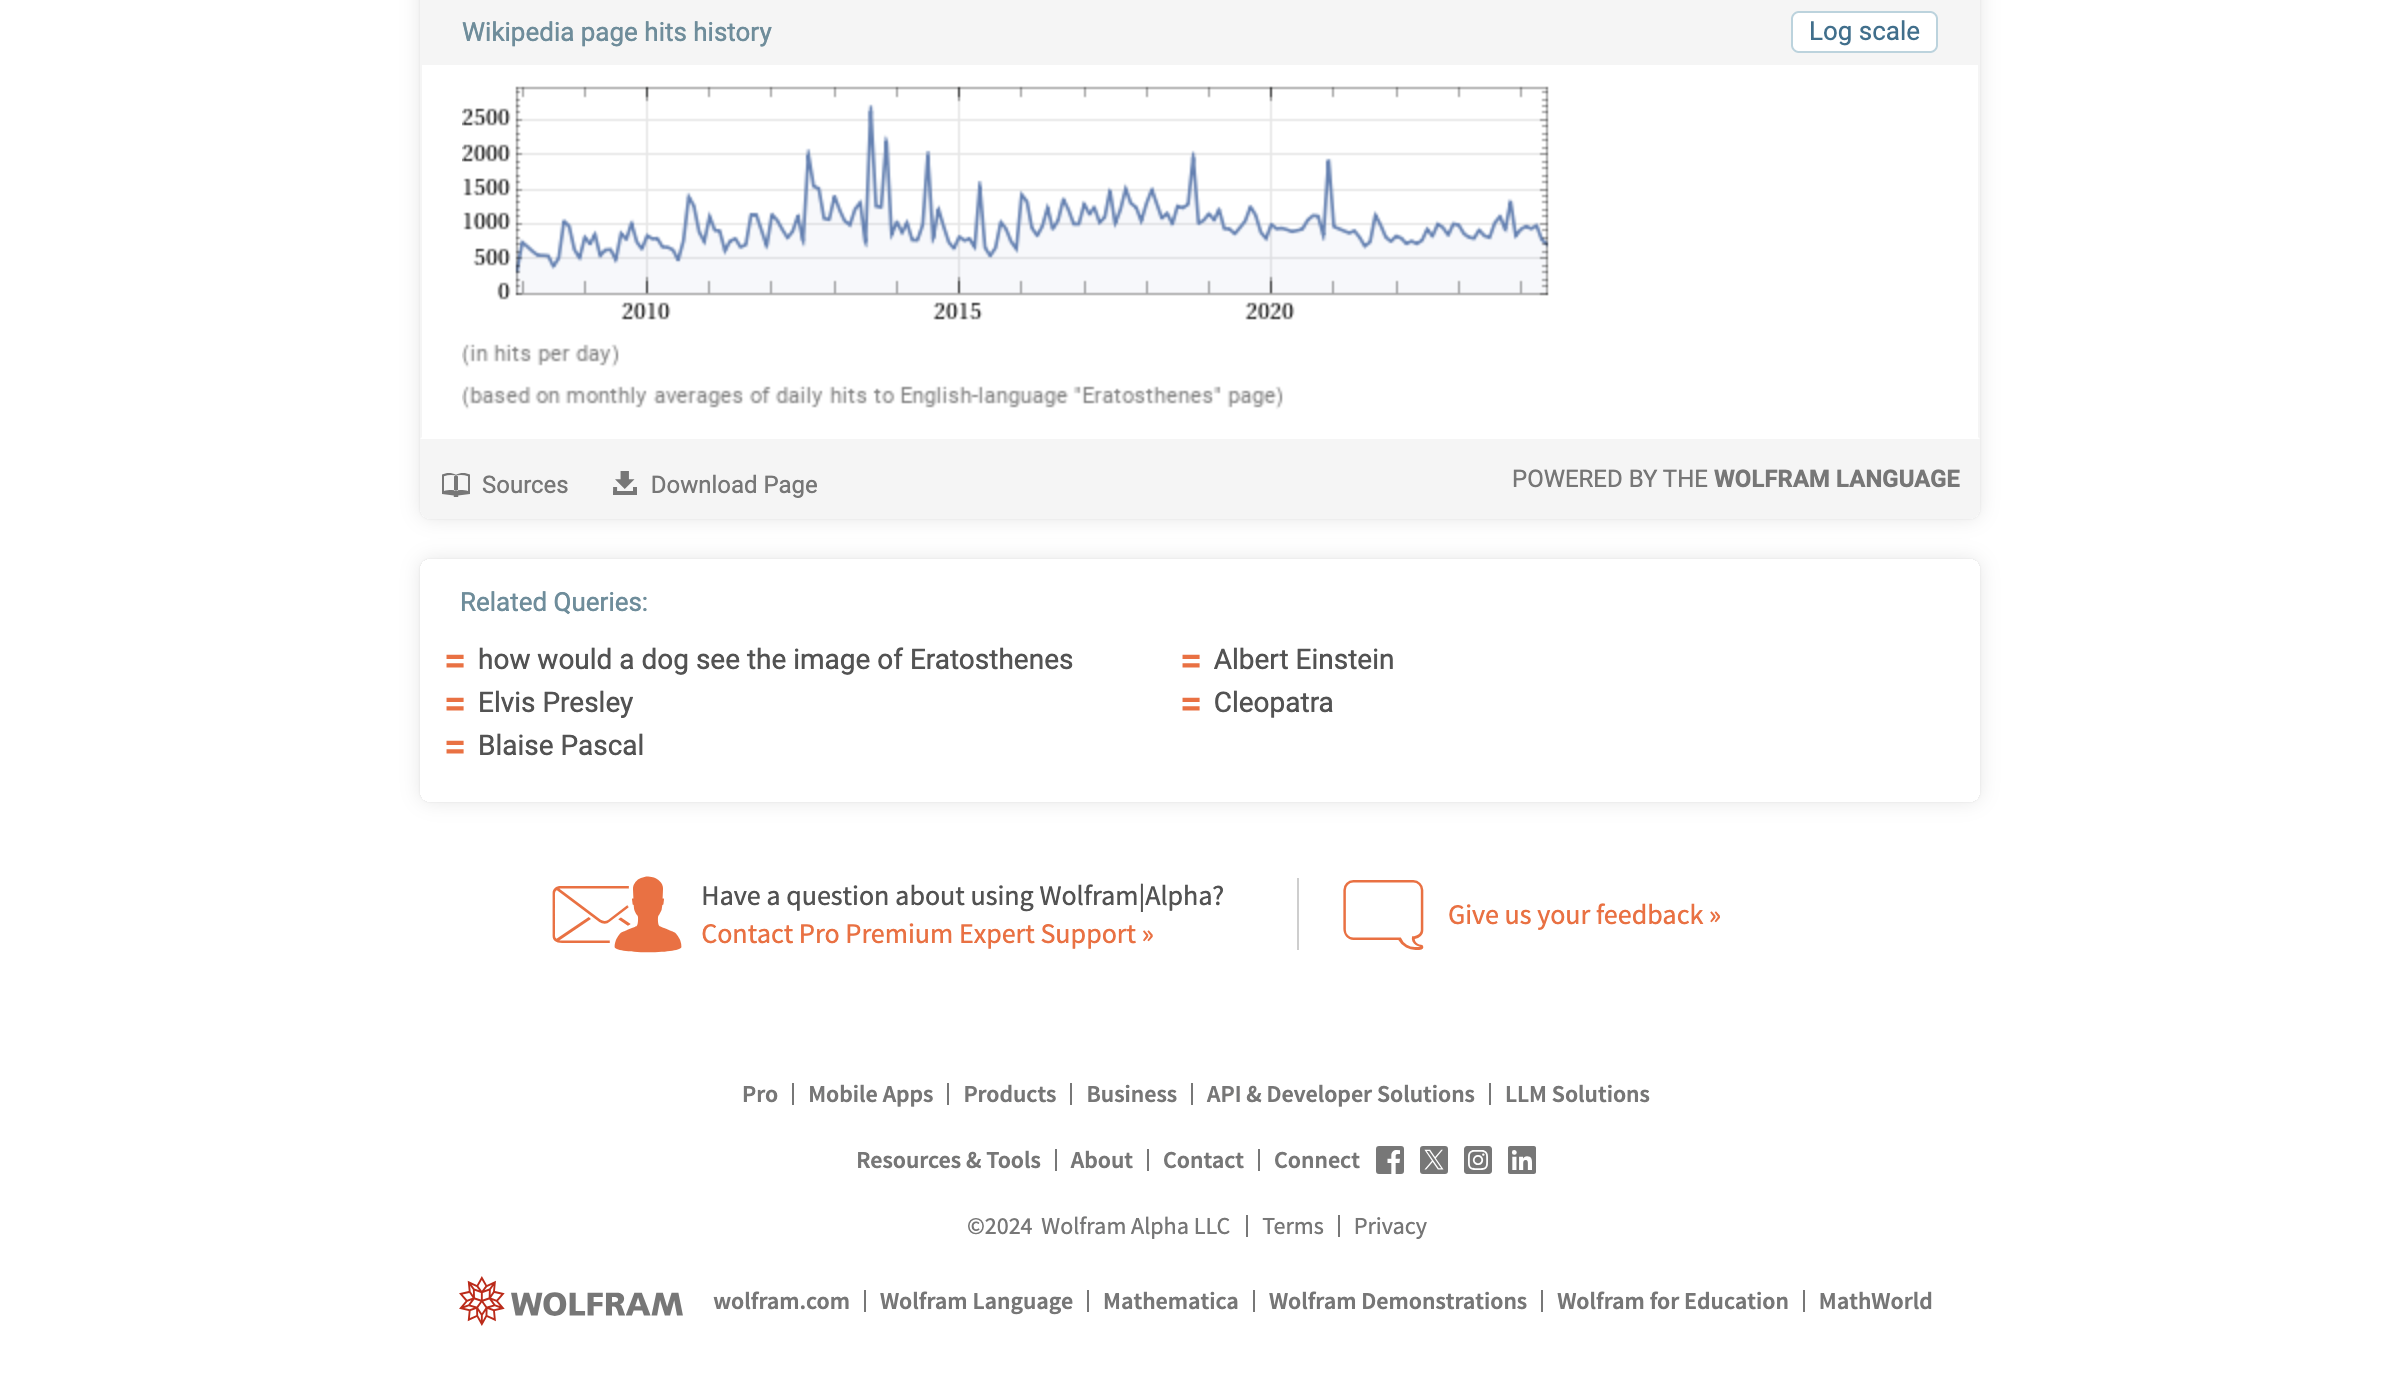 Wikipedia page hits history
Log scale
2500
2000
1500
1000
500
0
2010 2015 2020
(in hits per day)
(based on monthly averages of daily hits to English-language "Eratosthenes" page)
Sources Download Page POWERED BY THE WOLFRAM LANGUAGE
Related Queries:
how would a dog see the image of Eratosthenes
Albert Einstein
Elvis Presley
Cleopatra
Blaise Pascal
Have a question about using Wolfram|Alpha?
Contact Pro Premium Expert Support »
Give us your feedback »
Pro | Mobile Apps | Products | Business | API & Developer Solutions | LLM Solutions
Resources & Tools | About | Contact | Connect
©2024 Wolfram Alpha LLC | Terms | Privacy
WOLFRAM wolfram.com | Wolfram Language | Mathematica | Wolfram Demonstrations | Wolfram for Education | MathWorld